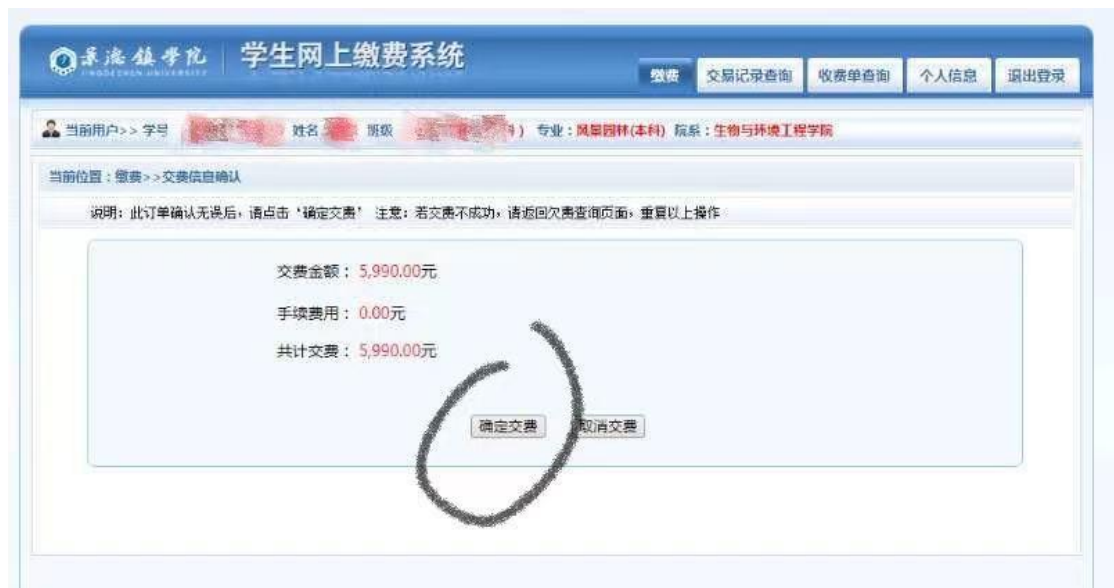 景德镇学院 学生网上缴费系统
JINGDEZHEN UNIVERSITY
缴费 交易记录查询 收费单查询 个人信息 退出登录
当前用户>> 学号 姓名 班级 ) 专业：风景园林(本科) 院系：生物与环境工程学院
当前位置：缴费>>交费信息确认
说明：此订单确认无误后，请点击‘确定交费’ 注意：若交费不成功，请返回欠费查询页面，重复以上操作
交费金额： 5,990.00元
手续费用： 0.00元
共计交费： 5,990.00元
确定交费 取消交费